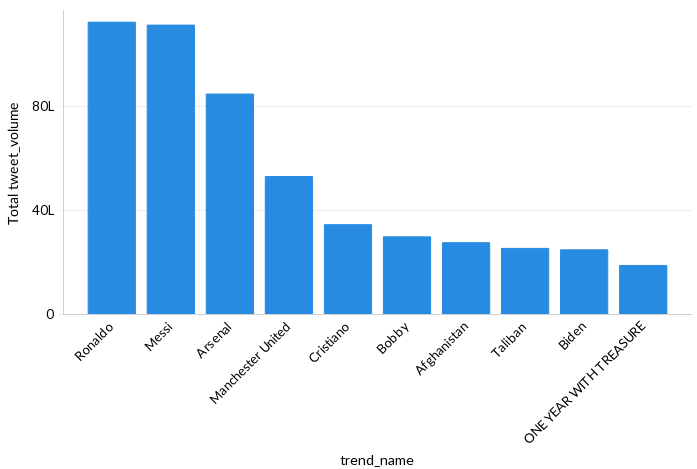 Total tweet_volume
80L
40L
0
Ronaldo
Messi
Arsenal
Manchester United
Cristiano
Bobby
Afghanistan
Taliban
Biden
ONE YEAR WITH TREASURE
trend_name